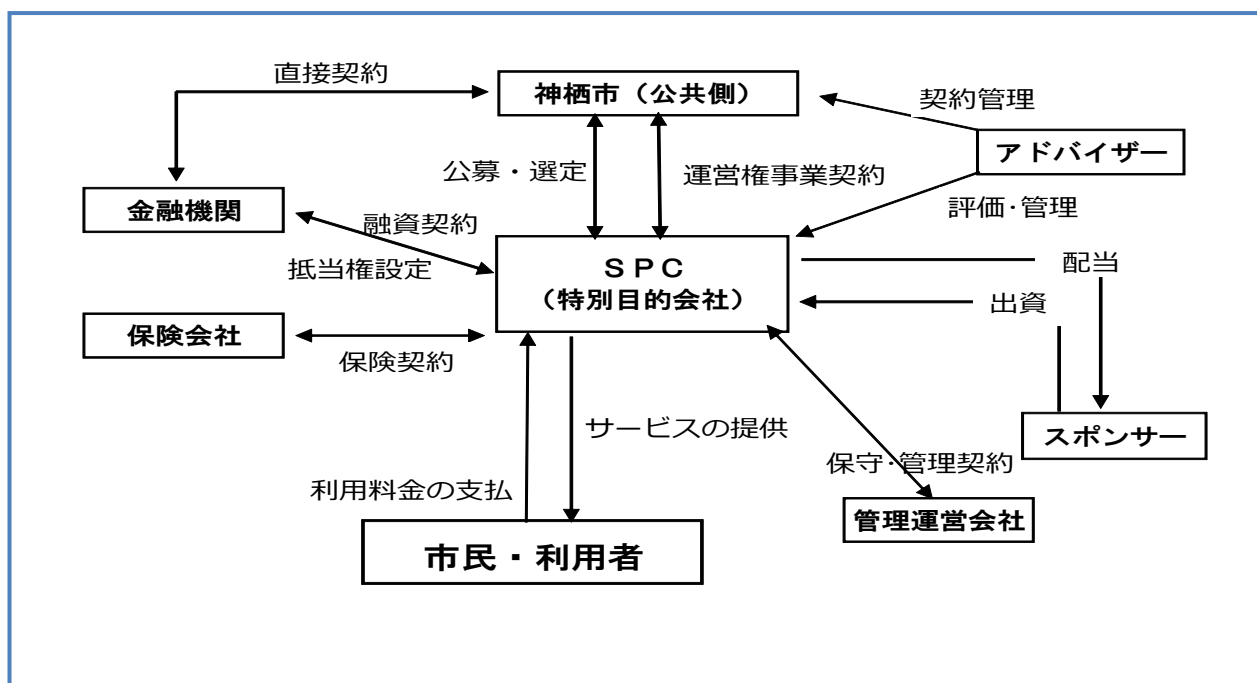 直接契約
神栖市（公共側）
契約管理
アドバイザー
公募・選定
運営権事業契約
金融機関
融資契約
評価･管理
抵当権設定
ＳＰＣ
（特別目的会社）
配当
出資
保険会社
保険契約
サービスの提供
スポンサー
保守･管理契約
利用料金の支払
管理運営会社
市民・利用者